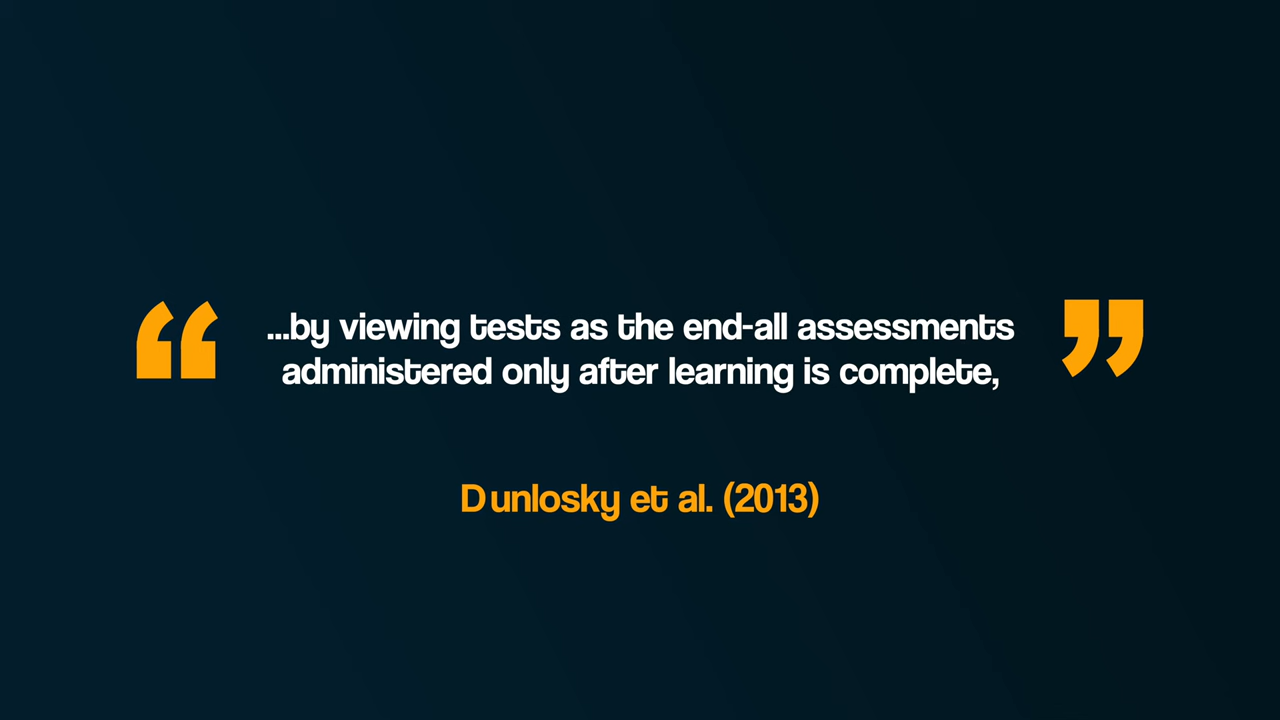 “ ...by viewing tests as the end-all assessments ”
administered only after learning is complete,
Dunlosky et al. (2013)